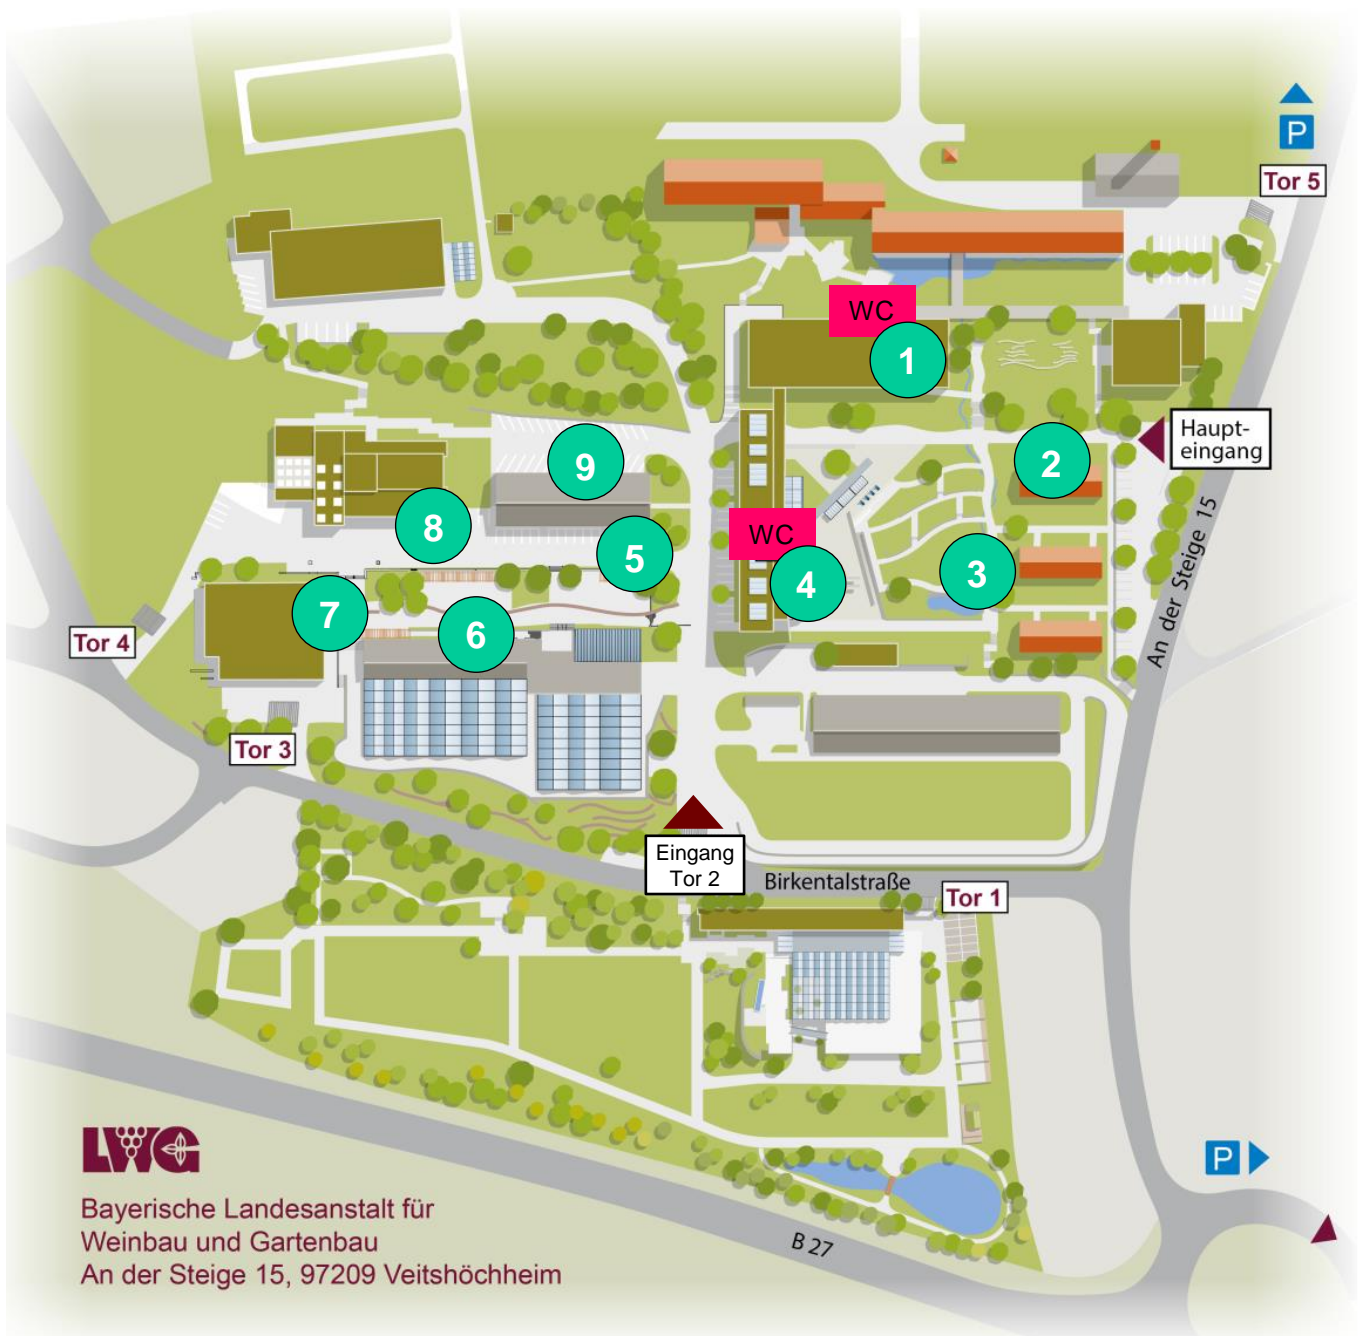 P
Tor 5
WC
1
Haupt-
eingang
2
9
8
WC
5
3
4
7
6
Tor 4
An der Steige 15
Tor 3
Eingang
Tor 2
Birkentalstraße
Tor 1
P
B 27
LWG
Bayerische Landesanstalt für
Weinbau und Gartenbau
An der Steige 15, 97209 Veitshöchheim